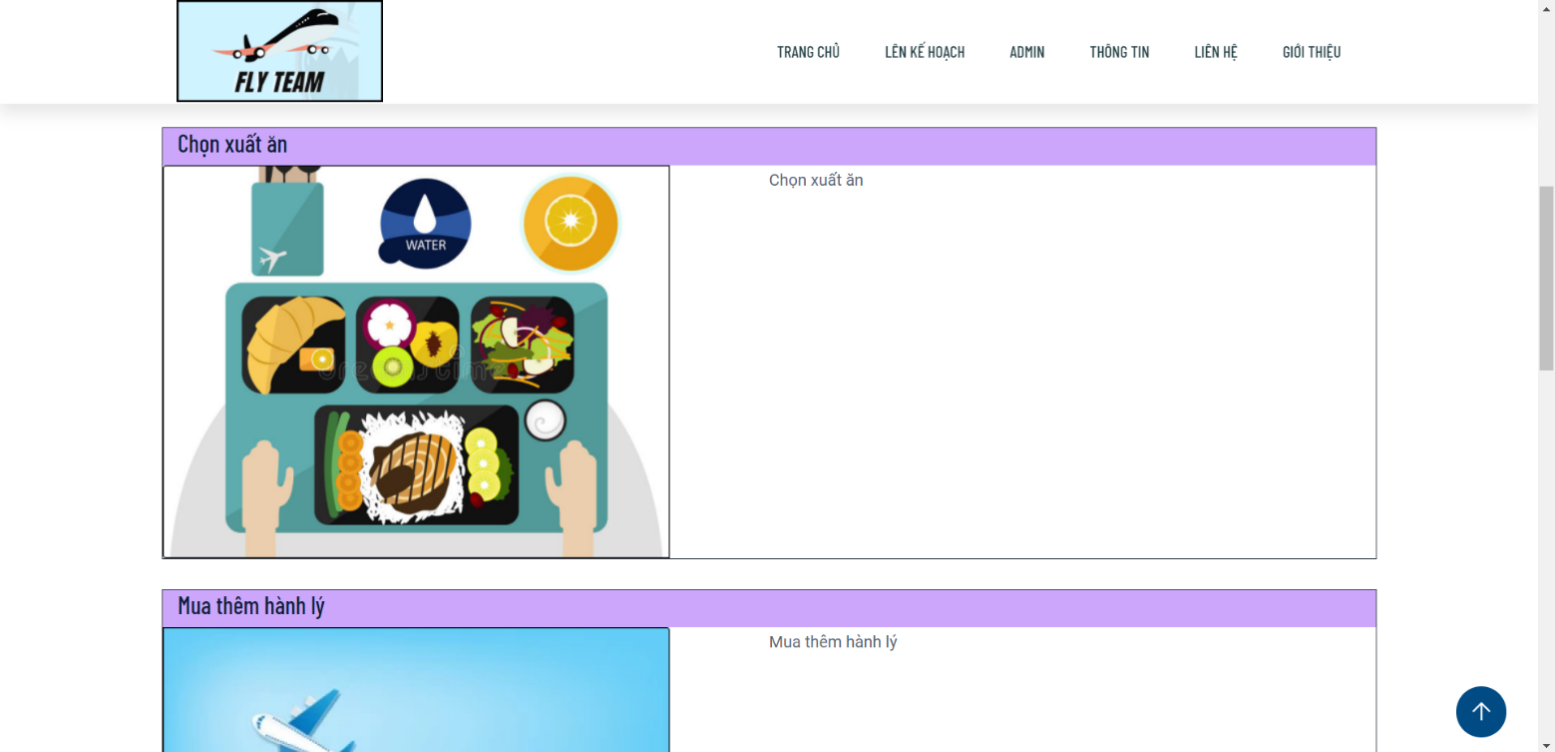 FLY TEAM
TRANG CHỦ LÊN KẾ HOẠCH ADMIN THÔNG TIN LIÊN HỆ GIỚI THIỆU
Chọn xuất ăn
Chọn xuất ăn
WATER
Mua thêm hành lý
Mua thêm hành lý